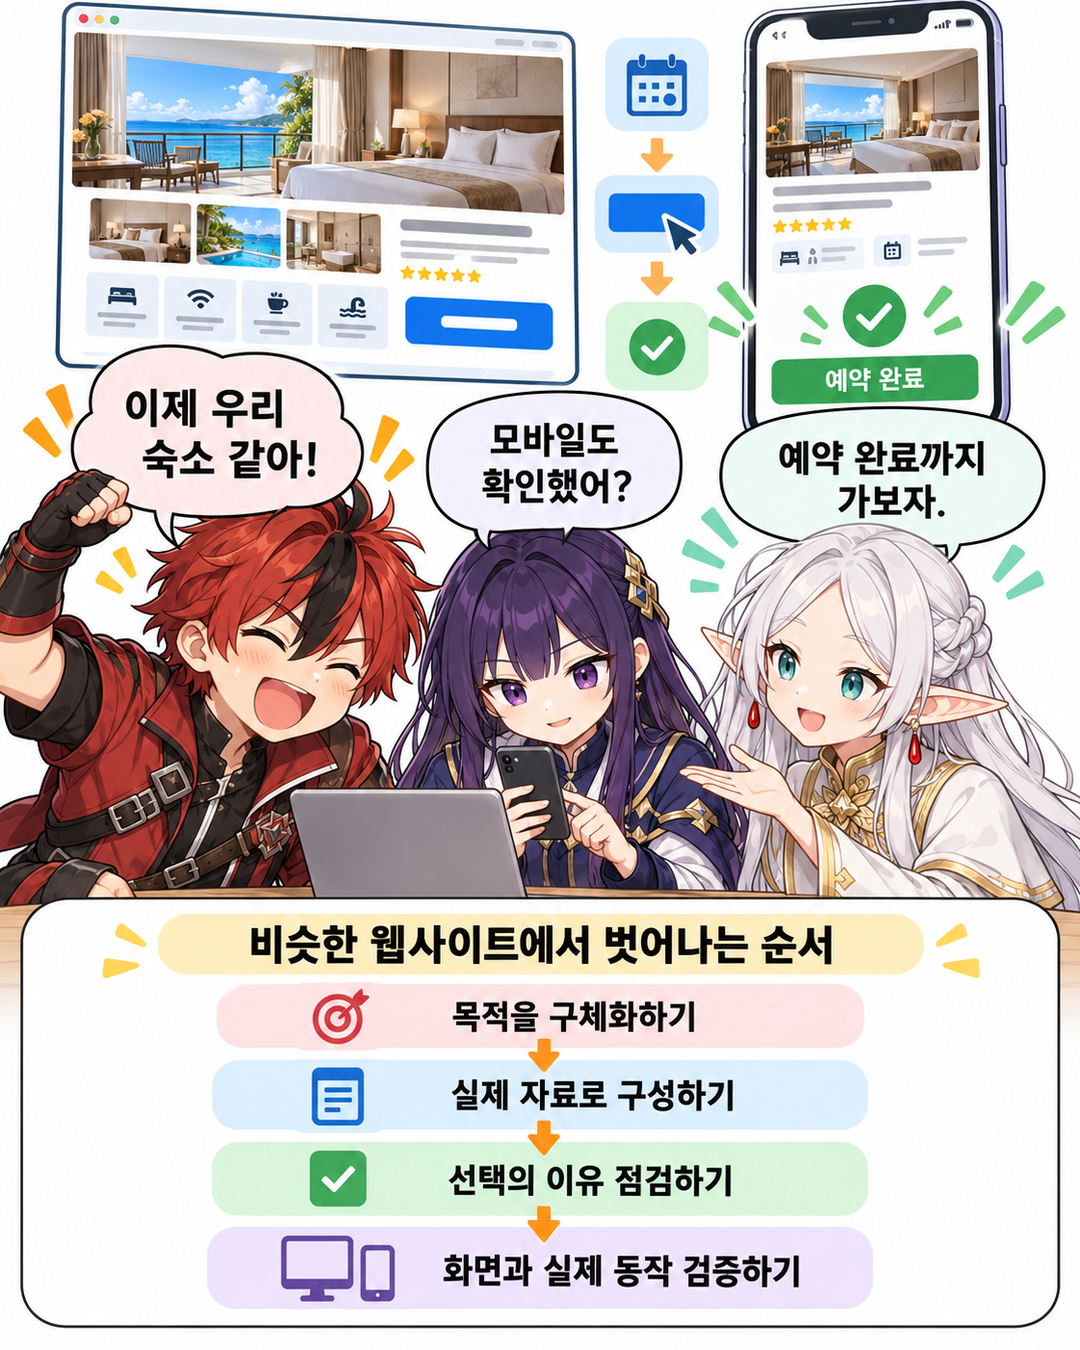 예약 완료
이제 우리
숙소 같아!
모바일도
확인했어?
예약 완료까지
가보자.
비슷한 웹사이트에서 벗어나는 순서
목적을 구체화하기
실제 자료로 구성하기
선택의 이유 점검하기
화면과 실제 동작 검증하기